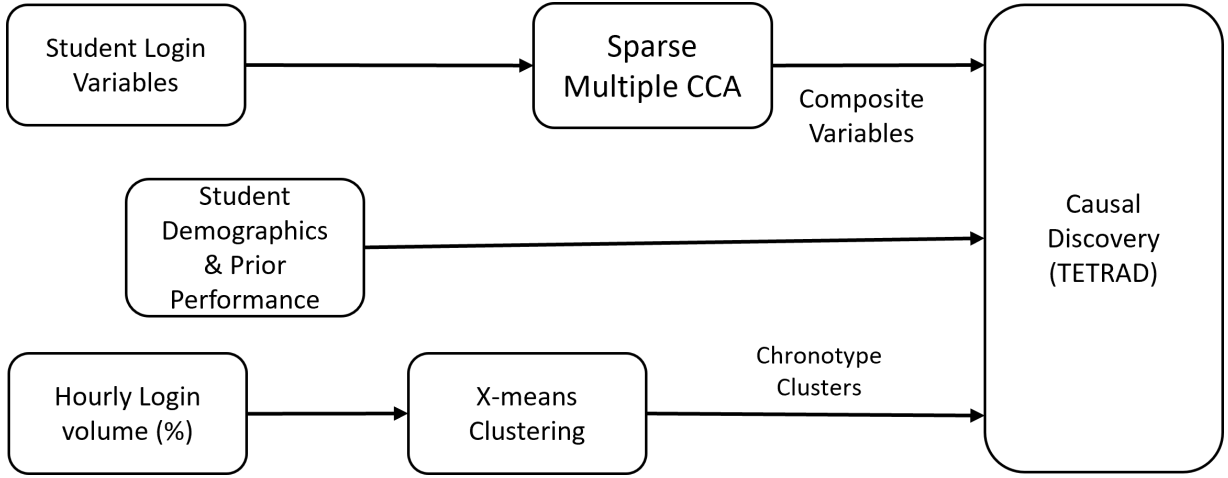 Student Login
Variables
Sparse
Multiple CCA
Composite
Variables
Student
Demographics
& Prior
Performance
Causal
Discovery
(TETRAD)
Hourly Login
volume (%)
X-means
Clustering
Chronotype
Clusters